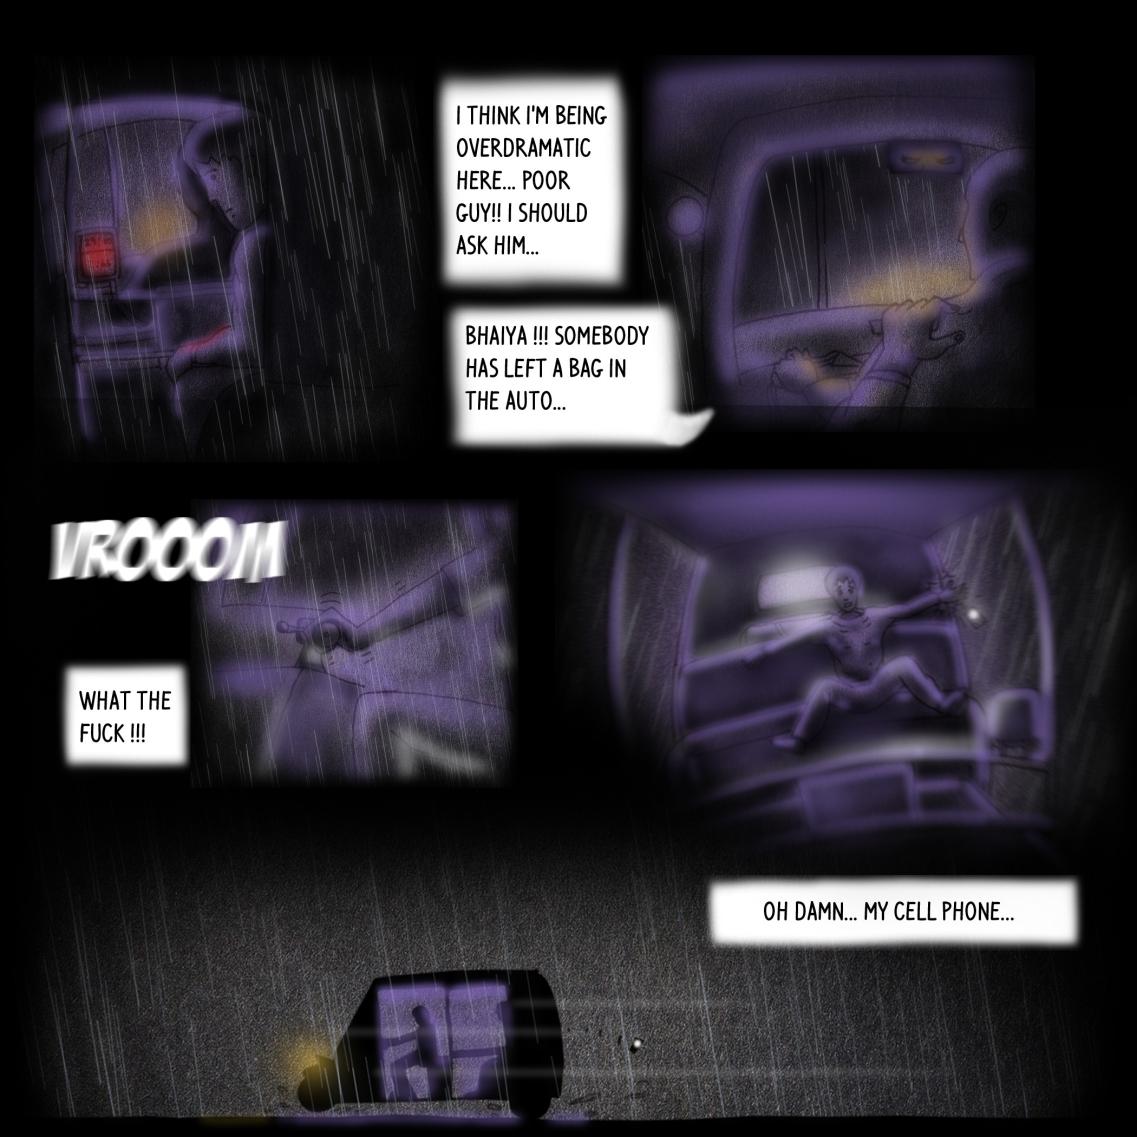 I THINK I'M BEING
OVERDRAMATIC
HERE... POOR
GUY!! I SHOULD
ASK HIM...
BHAIYA !!! SOMEBODY
HAS LEFT A BAG IN
THE AUTO...
VROOOM
WHAT THE
FUCK !!!
OH DAMN... MY CELL PHONE...